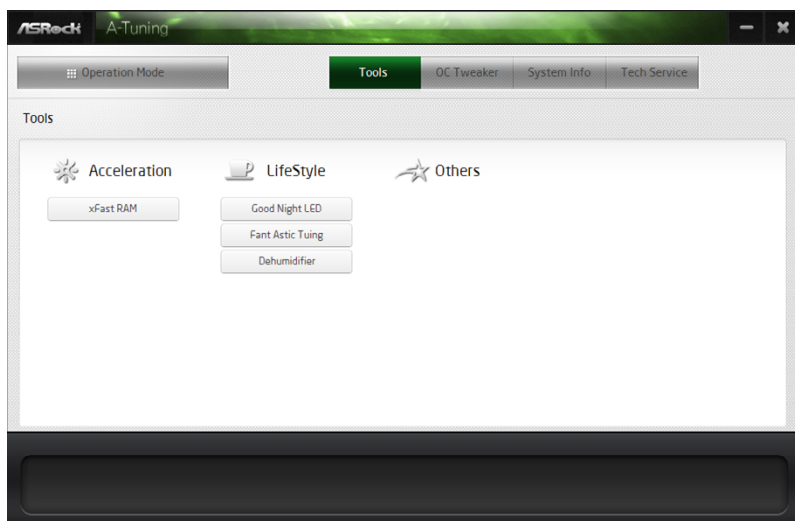 ASRock A-Tuning
Operation Mode Tools OC Tweaker System Info Tech Service
Tools
Acceleration LifeStyle Others
xFast RAM Good Night LED
Fant Astic Tuing
Dehumidifier